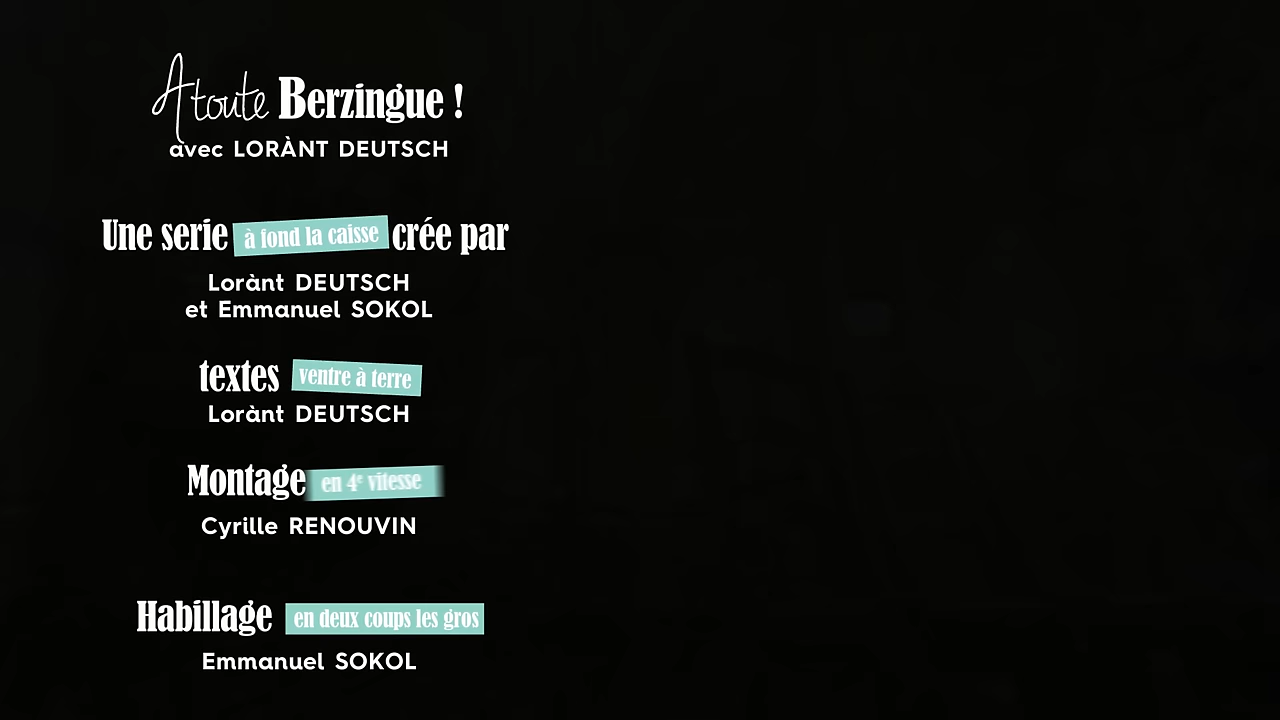 A toute Berzingue !
avec LORÀNT DEUTSCH
Une serie à fond la caisse crée par
Lorànt DEUTSCH
et Emmanuel SOKOL
textes ventre à terre
Lorànt DEUTSCH
Montage en 4e vitesse
Cyrille RENOUVIN
Habillage en deux coups les gros
Emmanuel SOKOL